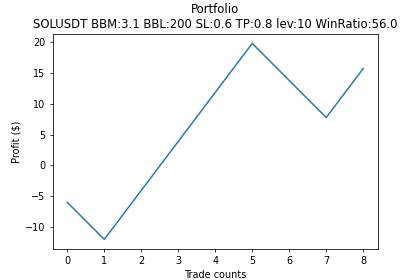 Portfolio
SOLUSDT BBM:3.1 BBL:200 SL:0.6 TP:0.8 lev:10 WinRatio:56.0
20
15
10
5
0
−5
−10
Profit ($)
0 1 2 3 4 5 6 7 8
Trade counts